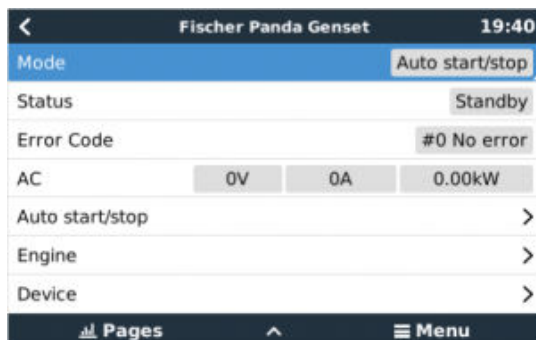 Fischer Panda Genset 19:40
Mode Auto start/stop
Status Standby
Error Code #0 No error
AC 0V 0A 0.00kW
Auto start/stop
Engine
Device
Pages Menu